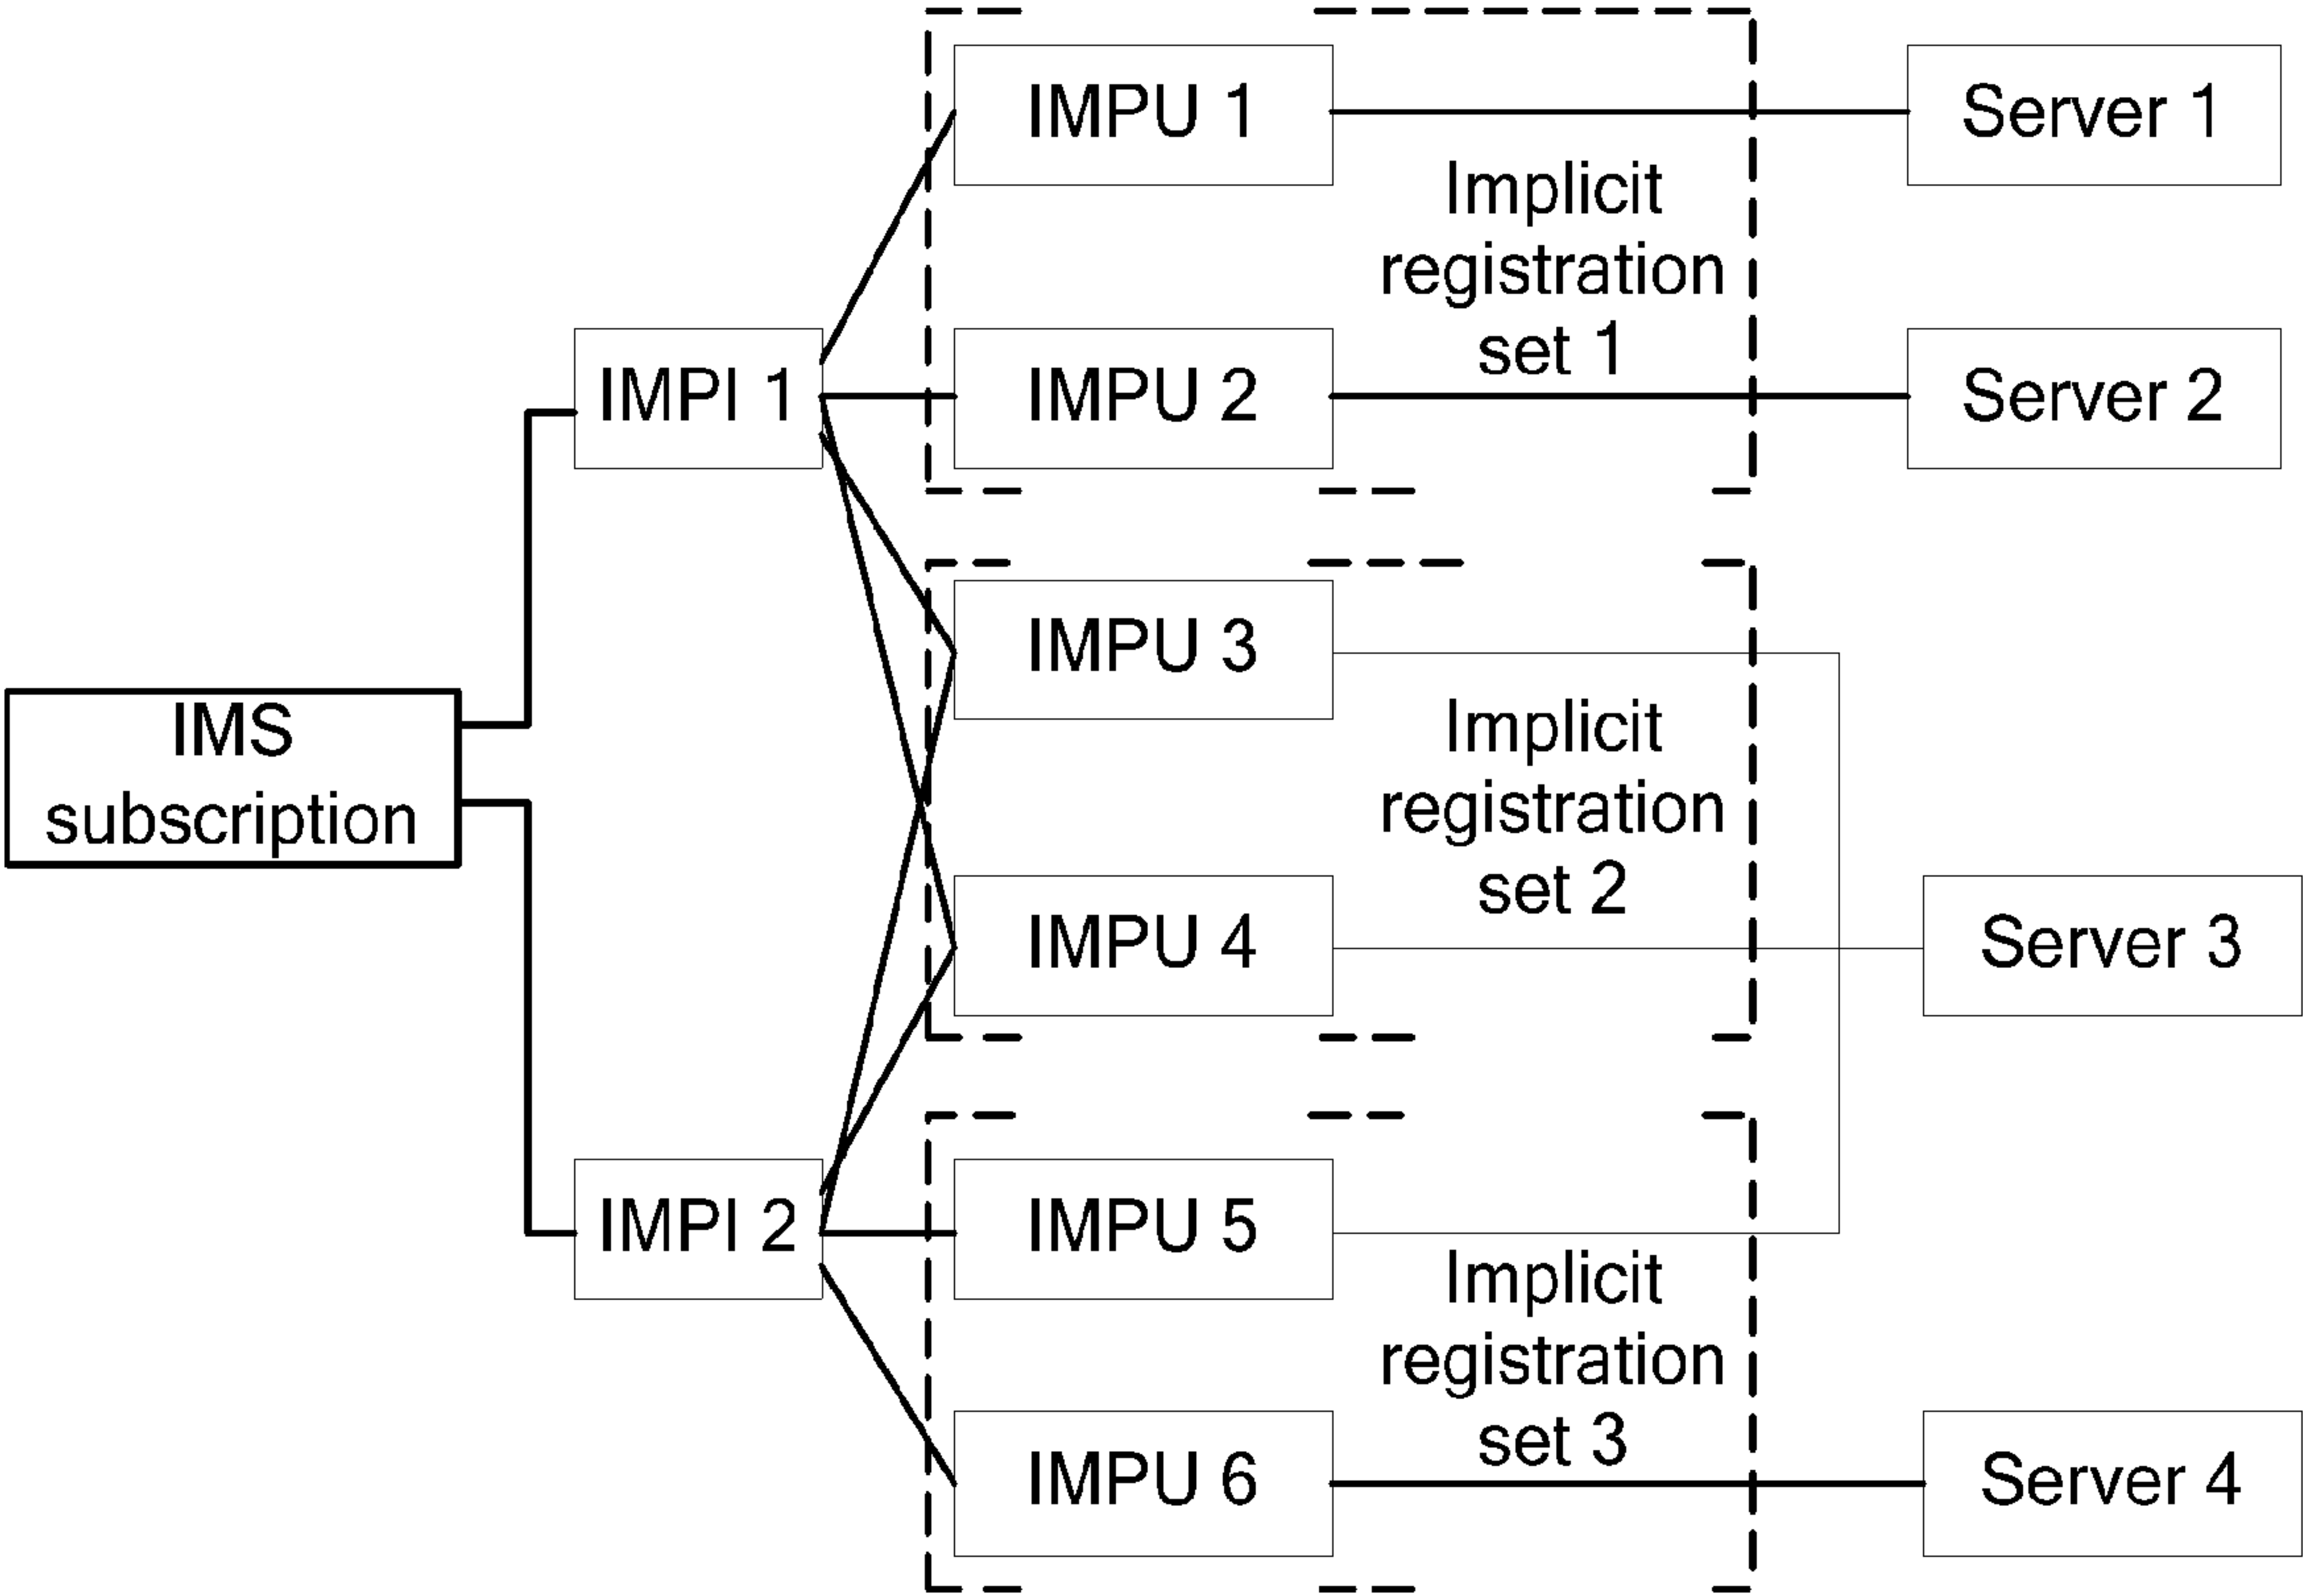 IMPU 1
Server 1
Implicit
registration
set 1
IMPI 1
IMPU 2
Server 2
IMPU 3
IMS
subscription
Implicit
registration
set 2
IMPU 4
Server 3
IMPI 2
IMPU 5
Implicit
registration
set 3
IMPU 6
Server 4